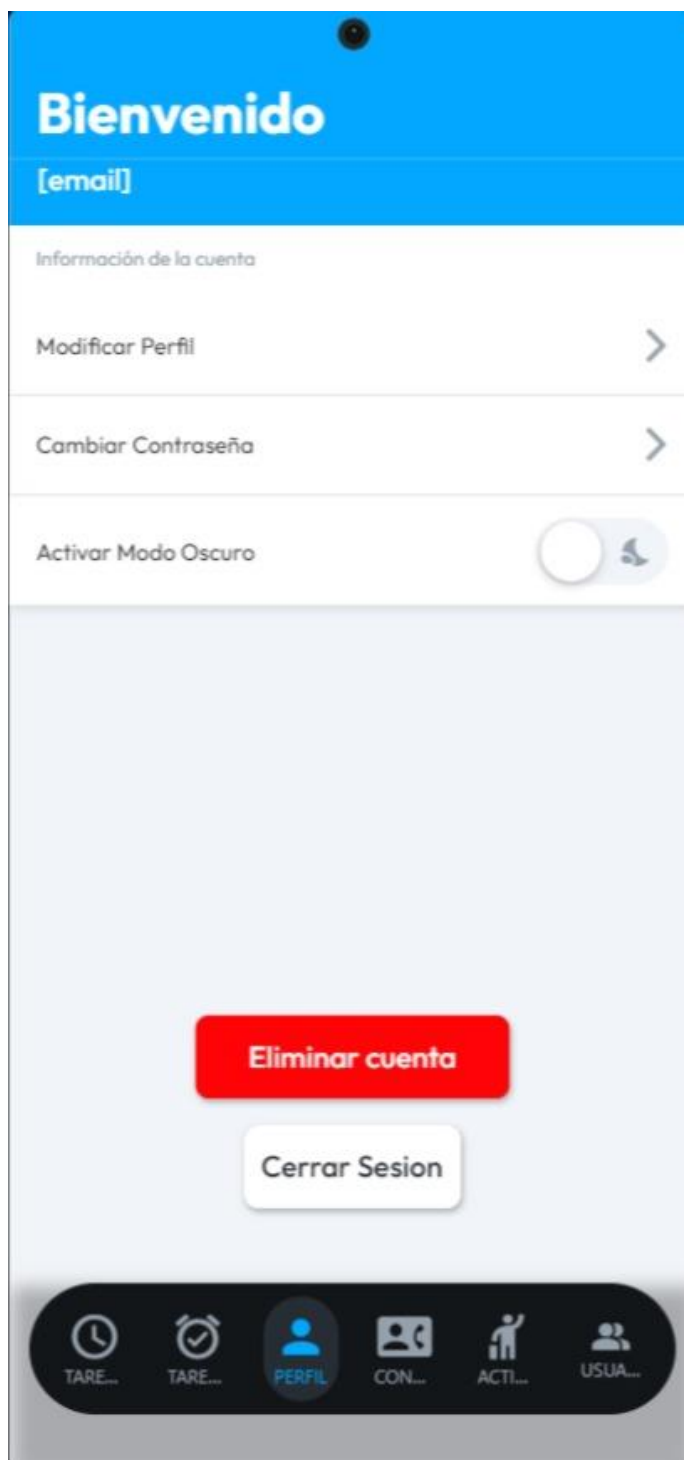 Bienvenido
[email]
Información de la cuenta
Modificar Perfil
Cambiar Contraseña
Activar Modo Oscuro
Eliminar cuenta
Cerrar Sesion
TARE... TARE... PERFIL CON... ACTI... USUA...